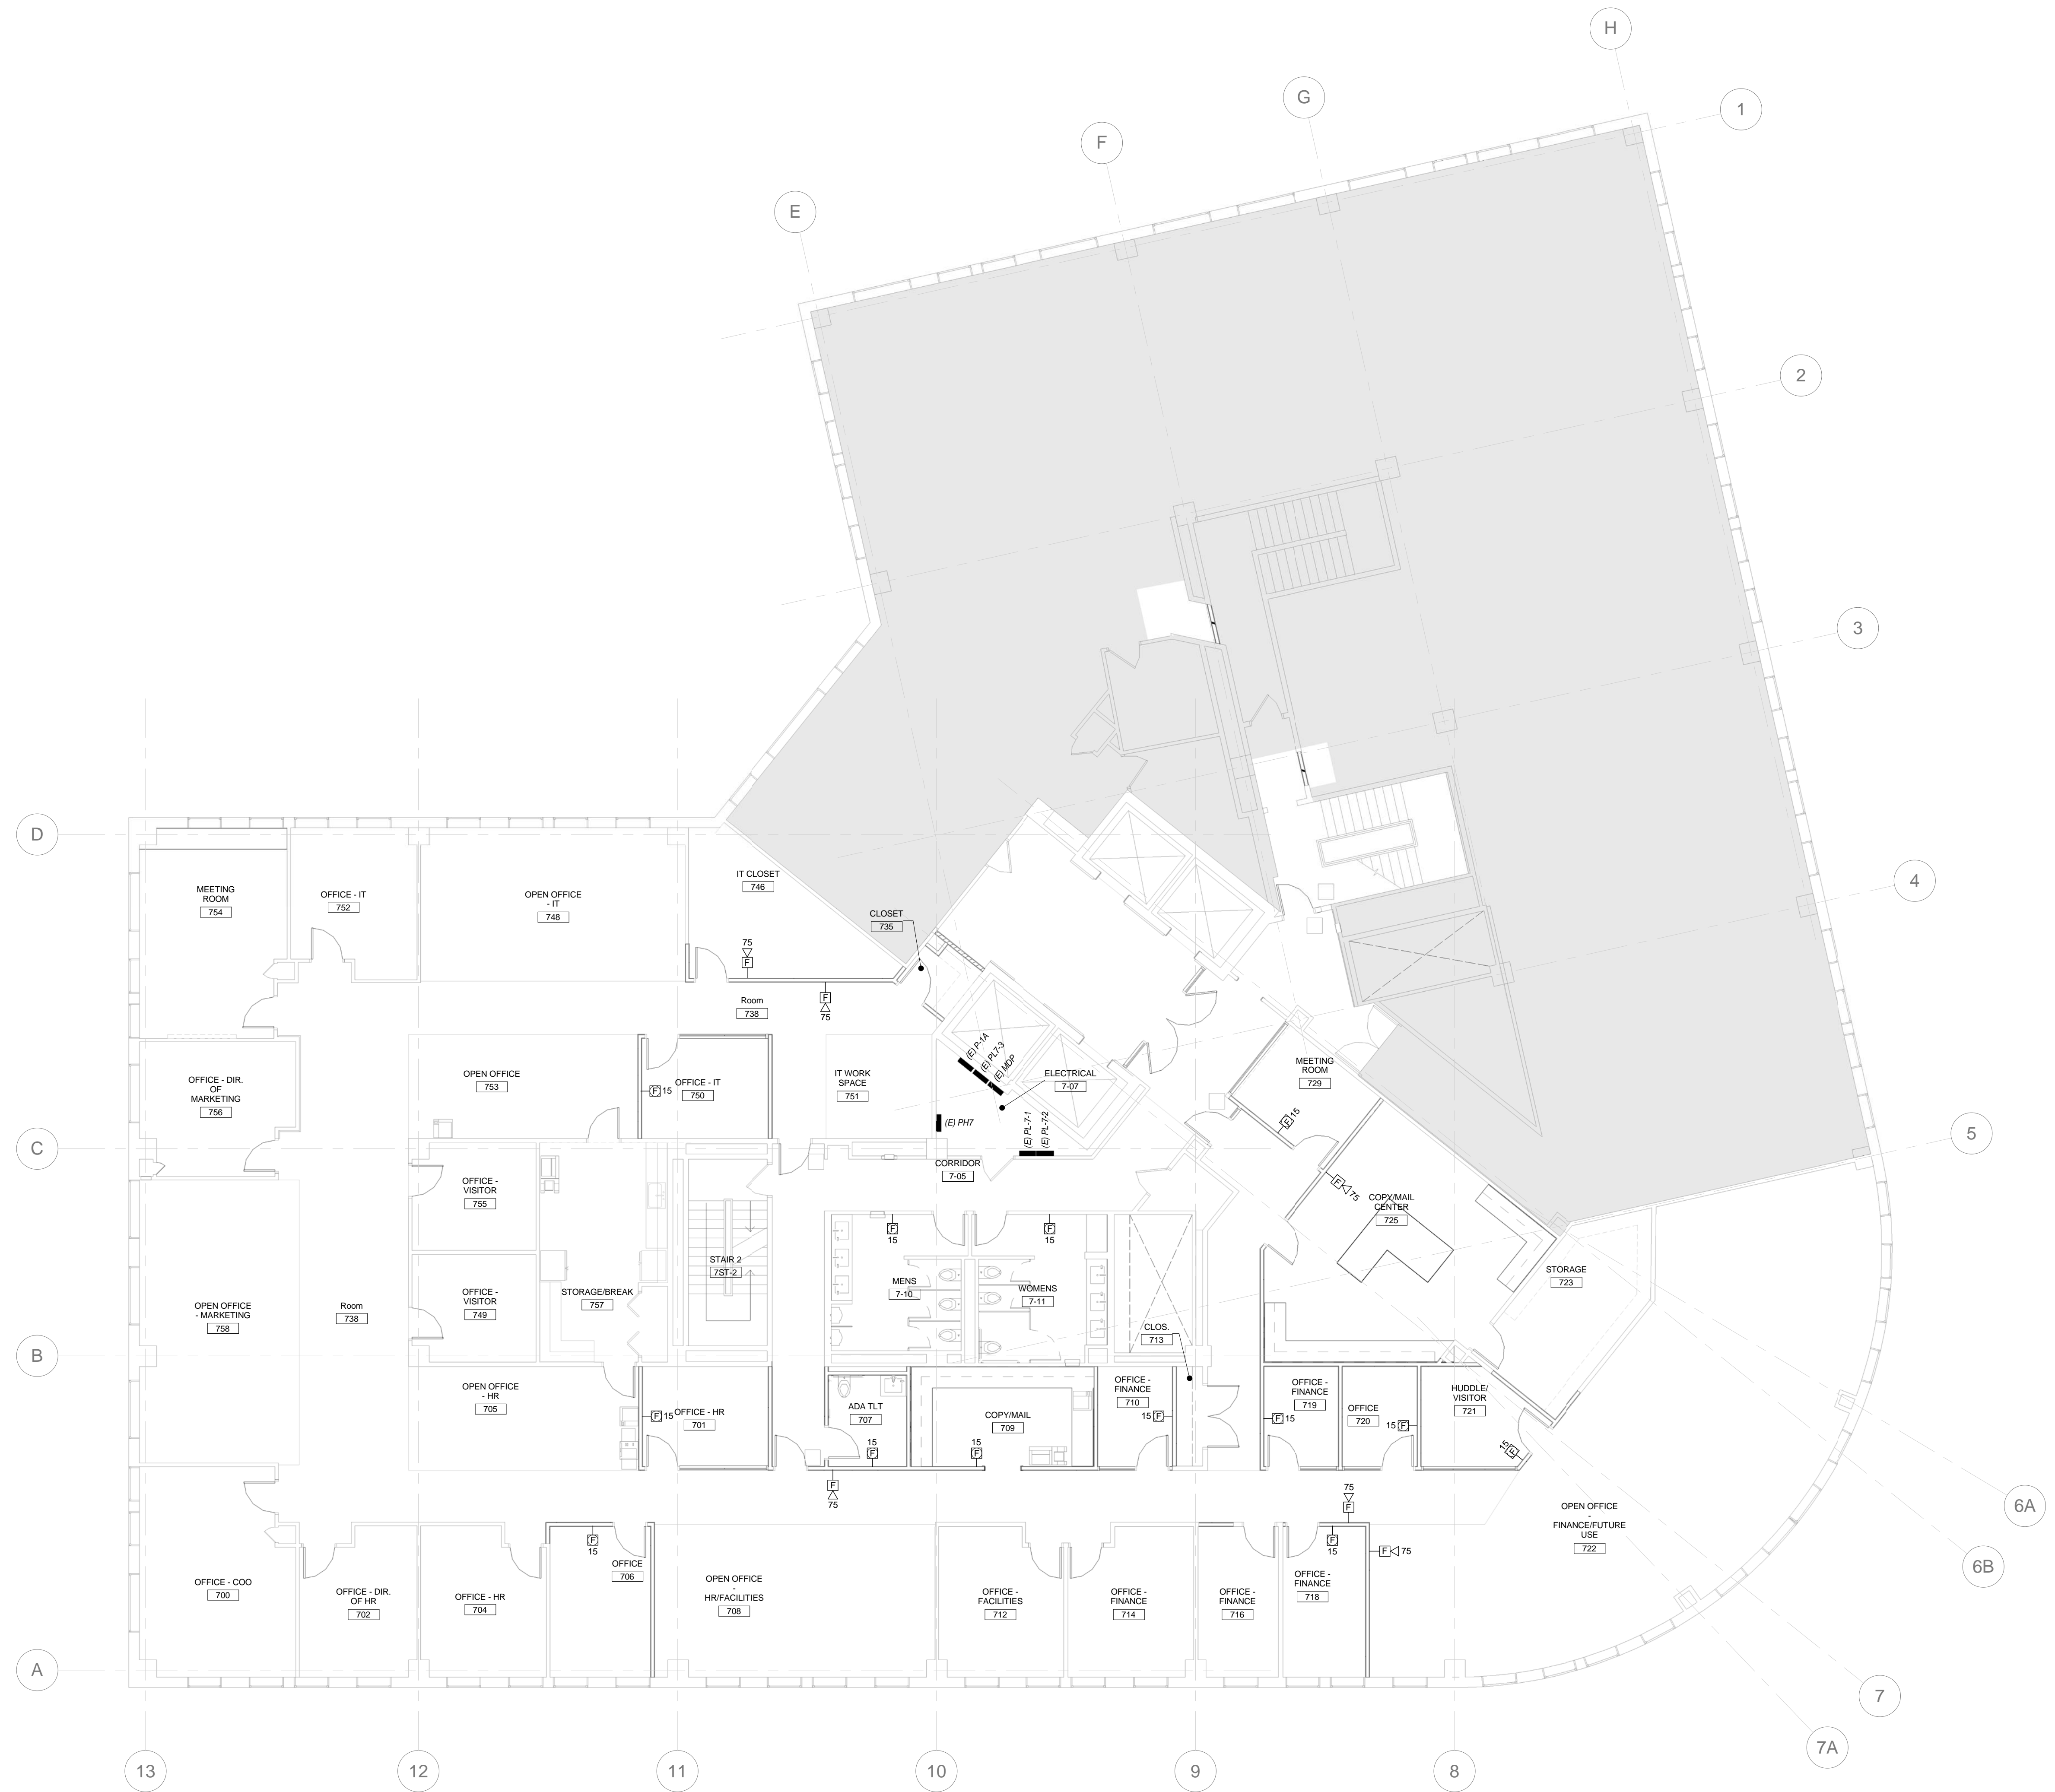 H
G
1
F
E
2
3
D
4
IT CLOSET
746
MEETING
ROOM
754
OFFICE - IT
752
OPEN OFFICE
- IT
748
CLOSET
735
75
F
Room
738
F
75
(E) P-1A
(E) PL7-3
(E) MDP
ELECTRICAL
7-07
MEETING
ROOM
729
F 15
OPEN OFFICE
753
F 15
OFFICE - IT
750
IT WORK
SPACE
751
OFFICE - DIR.
OF
MARKETING
756
(E) PH7
(E) PL-7-1
(E) PL-7-2
C
5
CORRIDOR
7-05
OFFICE -
VISITOR
755
F 75
COPY/MAIL
CENTER
725
F
15
F
15
STAIR 2
7ST-2
STORAGE
723
MENS
7-10
WOMENS
7-11
OFFICE -
VISITOR
749
STORAGE/BREAK
757
OPEN OFFICE
- MARKETING
758
Room
738
CLOS.
713
B
OPEN OFFICE
- HR
705
OFFICE -
FINANCE
710
OFFICE -
FINANCE
719
HUDDLE/
VISITOR
721
F 15
OFFICE - HR
701
ADA TLT
707
COPY/MAIL
709
15 F
F 15
OFFICE
720
15 F
15
F
15
F
15 F
F
75
75
F
6A
OPEN OFFICE
-
FINANCE/FUTURE
USE
722
F
15
F
15
F 75
6B
OFFICE
706
OFFICE - COO
700
OFFICE - DIR.
OF HR
702
OFFICE - HR
704
OPEN OFFICE
-
HR/FACILITIES
708
OFFICE -
FACILITIES
712
OFFICE -
FINANCE
714
OFFICE -
FINANCE
716
OFFICE -
FINANCE
718
A
7
7A
13
12
11
10
9
8